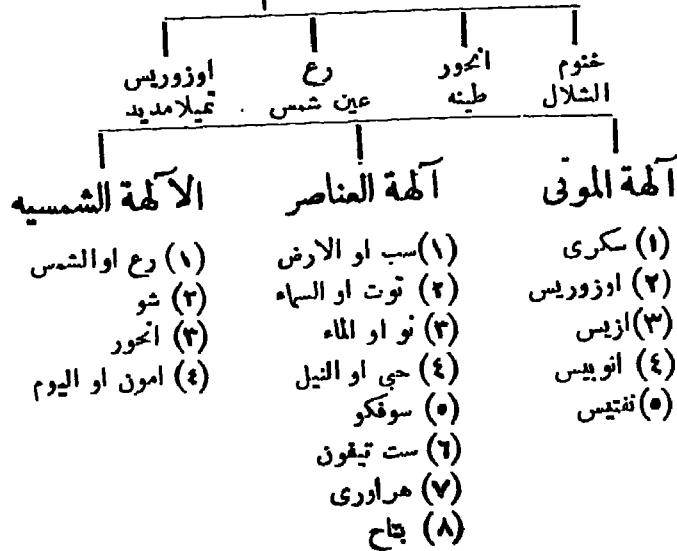 خنوم انحور رع اوزوريس
الشلال طينه عين شمس تميلامديد
آلهة الموتى
(١) سكرى
(٢) اوزوريس
(٣) ازيس
(٤) انوبيس
(٥) نفتيس
آلهة العناصر
(١) سب او الارض
(٢) توت او السماء
(٣) نو او الماء
(٤) حبى او النيل
(٥) سوقكو
(٦) ست تيفون
(٧) هراورى
(٨) بتاح
الآلهة الشمسيه
(١) رع او الشمس
(٢) شو
(٣) انحور
(٤) امون او اليوم